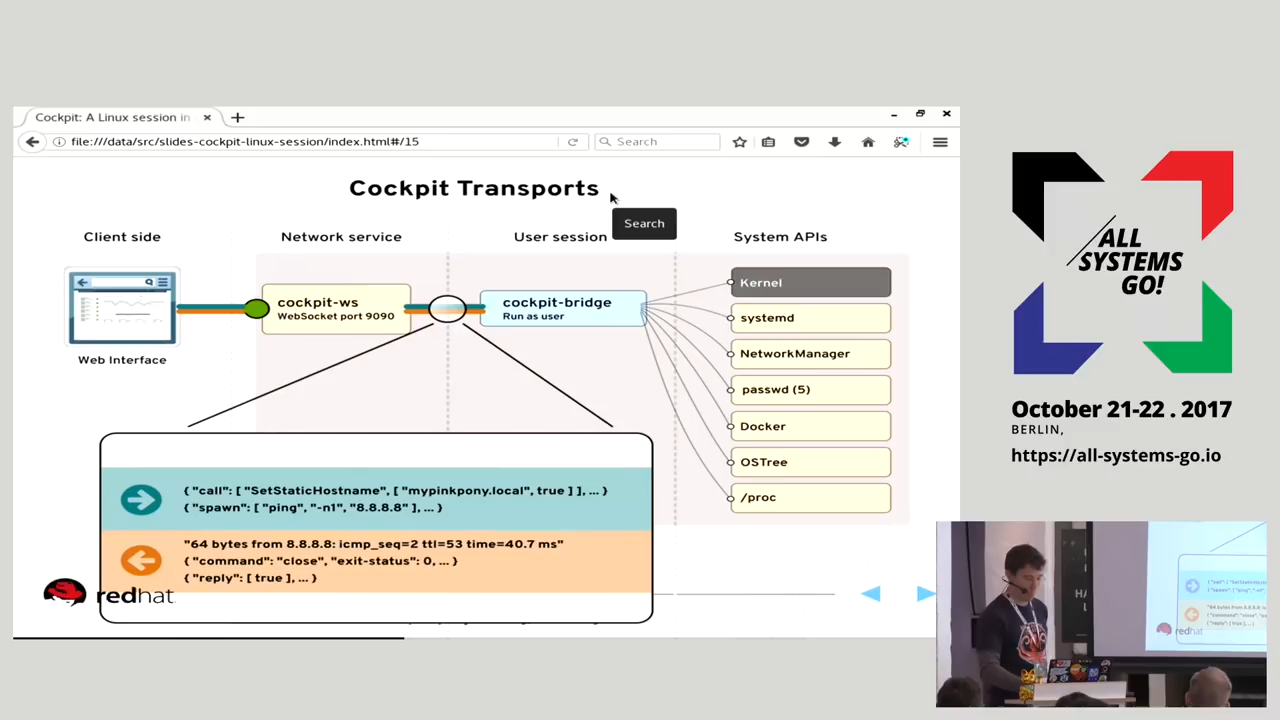 Cockpit: A Linux session in
file:///data/src/slides-cockpit-linux-session/index.html#/15
Search
Cockpit Transports
Search
Client side
Network service
User session
System APIs
cockpit-ws
WebSocket port 9090
cockpit-bridge
Run as user
Web Interface
Kernel
systemd
NetworkManager
passwd (5)
Docker
OSTree
/proc
{ "call": [ "SetStaticHostname", [ "mypinkpony.local", true ] ], ... }
{ "spawn": [ "ping", "-n1", "8.8.8.8" ], ... }
"64 bytes from 8.8.8.8: icmp_seq=2 ttl=53 time=40.7 ms"
{ "command": "close", "exit-status": 0, ... }
{ "reply": [ true ], ... }
redhat.
ALL
SYSTEMS
GO!
October 21-22 . 2017
BERLIN,
https://all-systems-go.io
redhat